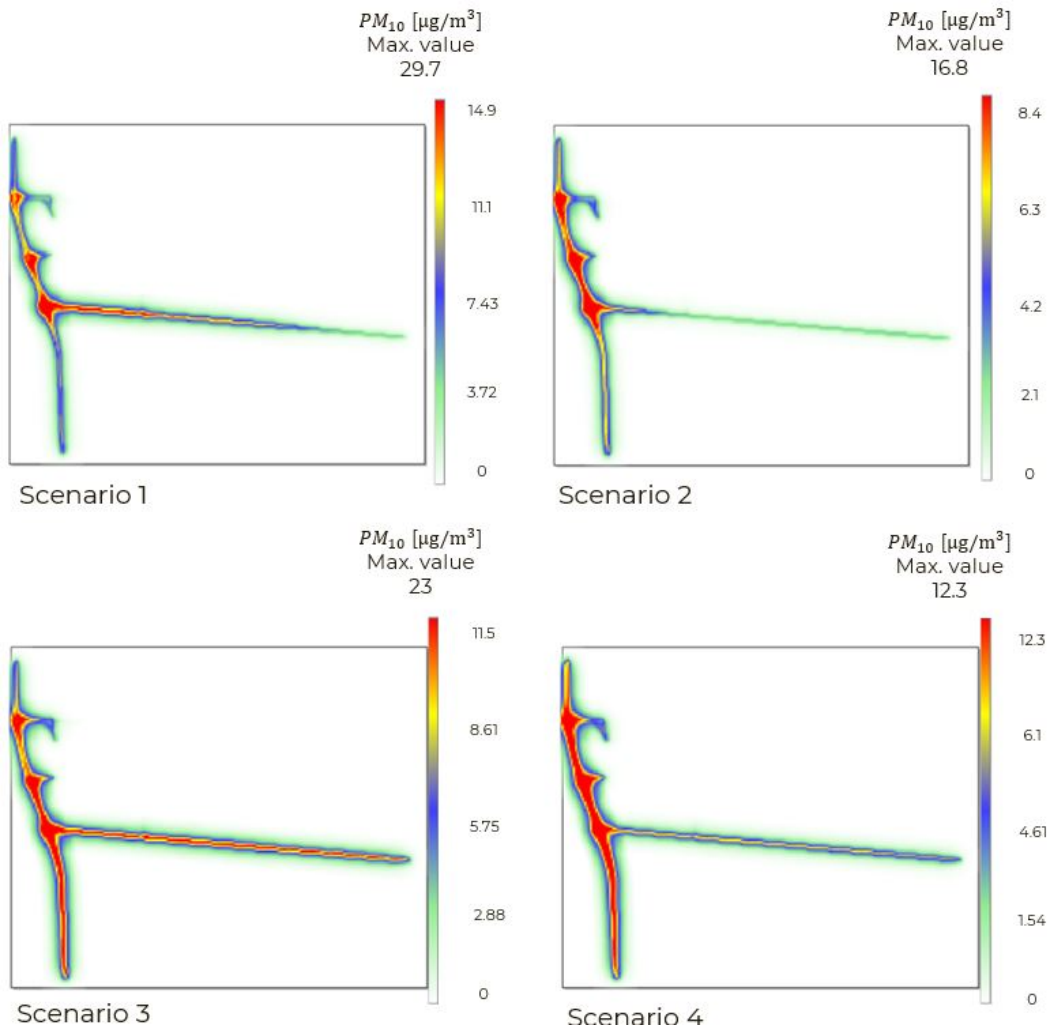 PM₁₀ [μg/m³]
Max. value
29.7
14.9
11.1
7.43
3.72
0
Scenario 1
PM₁₀ [μg/m³]
Max. value
16.8
8.4
6.3
4.2
2.1
0
Scenario 2
PM₁₀ [μg/m³]
Max. value
23
11.5
8.61
5.75
2.88
0
Scenario 3
PM₁₀ [μg/m³]
Max. value
12.3
12.3
6.1
4.61
1.54
0
Scenario 4